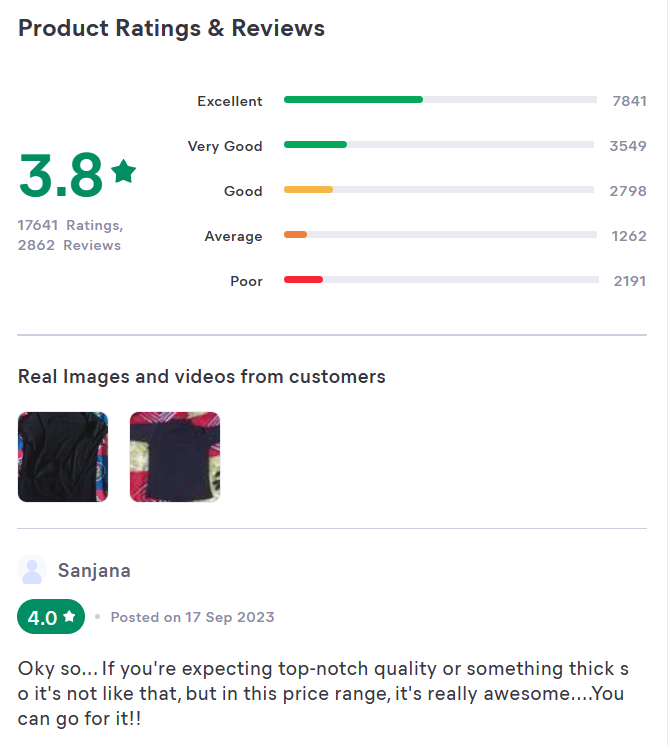 Product Ratings & Reviews
Excellent 7841
Very Good 3549
3.8
Good 2798
17641 Ratings,
2862 Reviews
Average 1262
Poor 2191
Real Images and videos from customers
Sanjana
4.0 • Posted on 17 Sep 2023
Oky so... If you're expecting top-notch quality or something thick s
o it's not like that, but in this price range, it's really awesome....You
can go for it!!